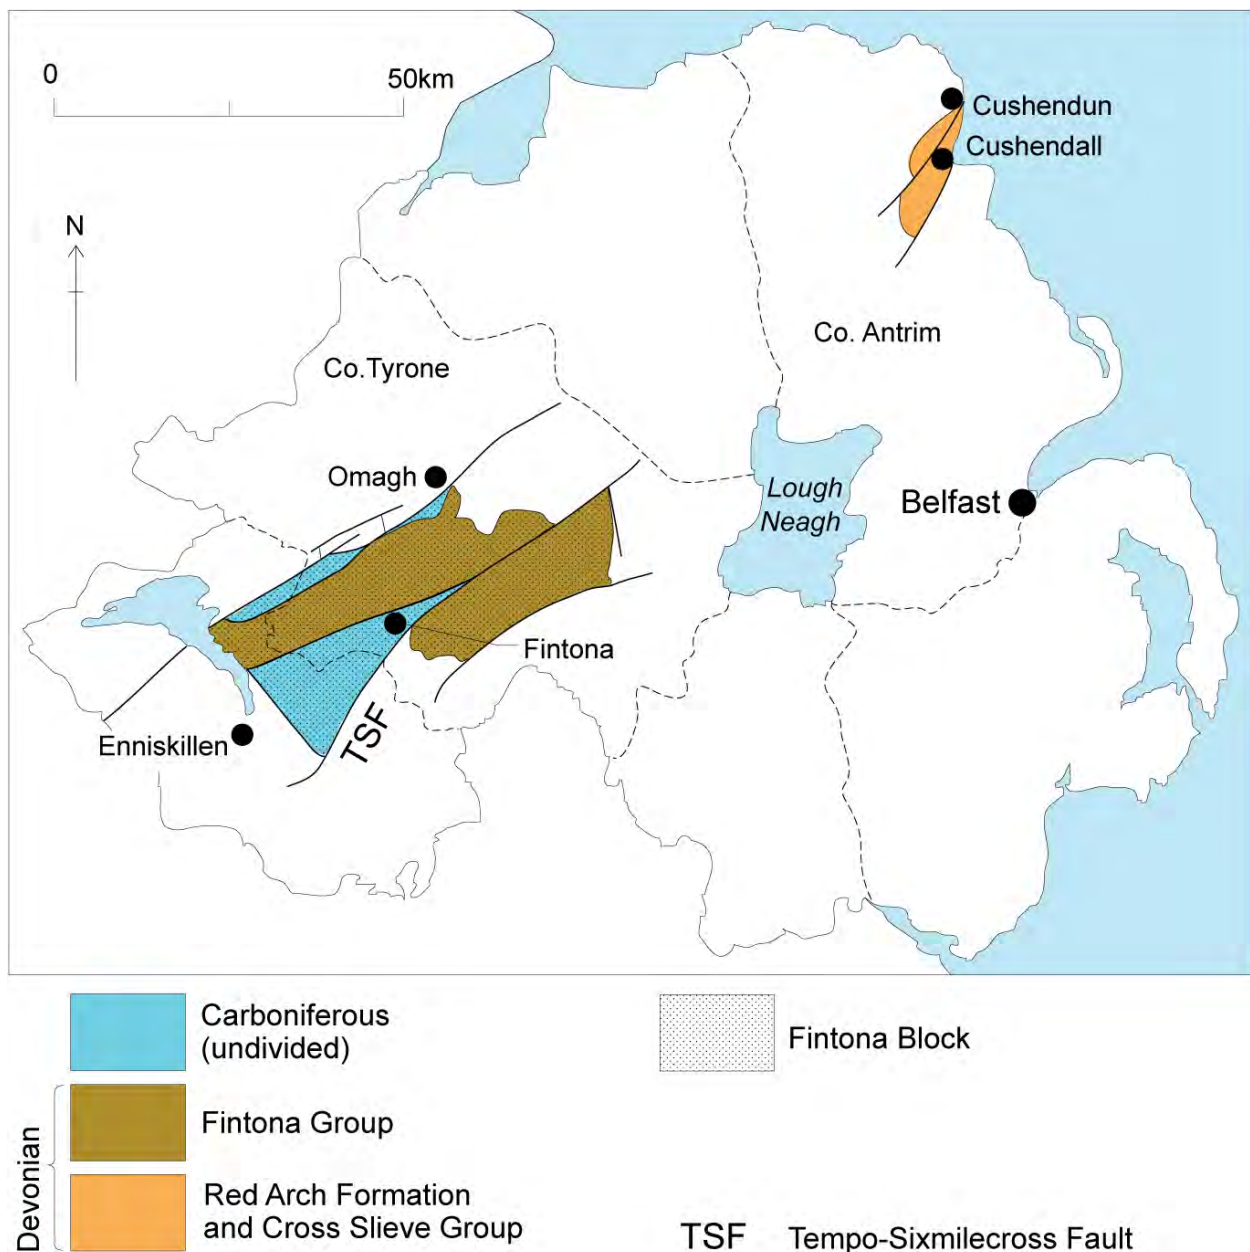 0
50km
Cushendun
Cushendall
N
Co. Antrim
Co.Tyrone
Omagh
Lough
Neagh
Belfast
Fintona
TSF
Enniskillen
Carboniferous
(undivided)
Fintona Block
Devonian
Fintona Group
Red Arch Formation
and Cross Slieve Group
TSF Tempo-Sixmilecross Fault